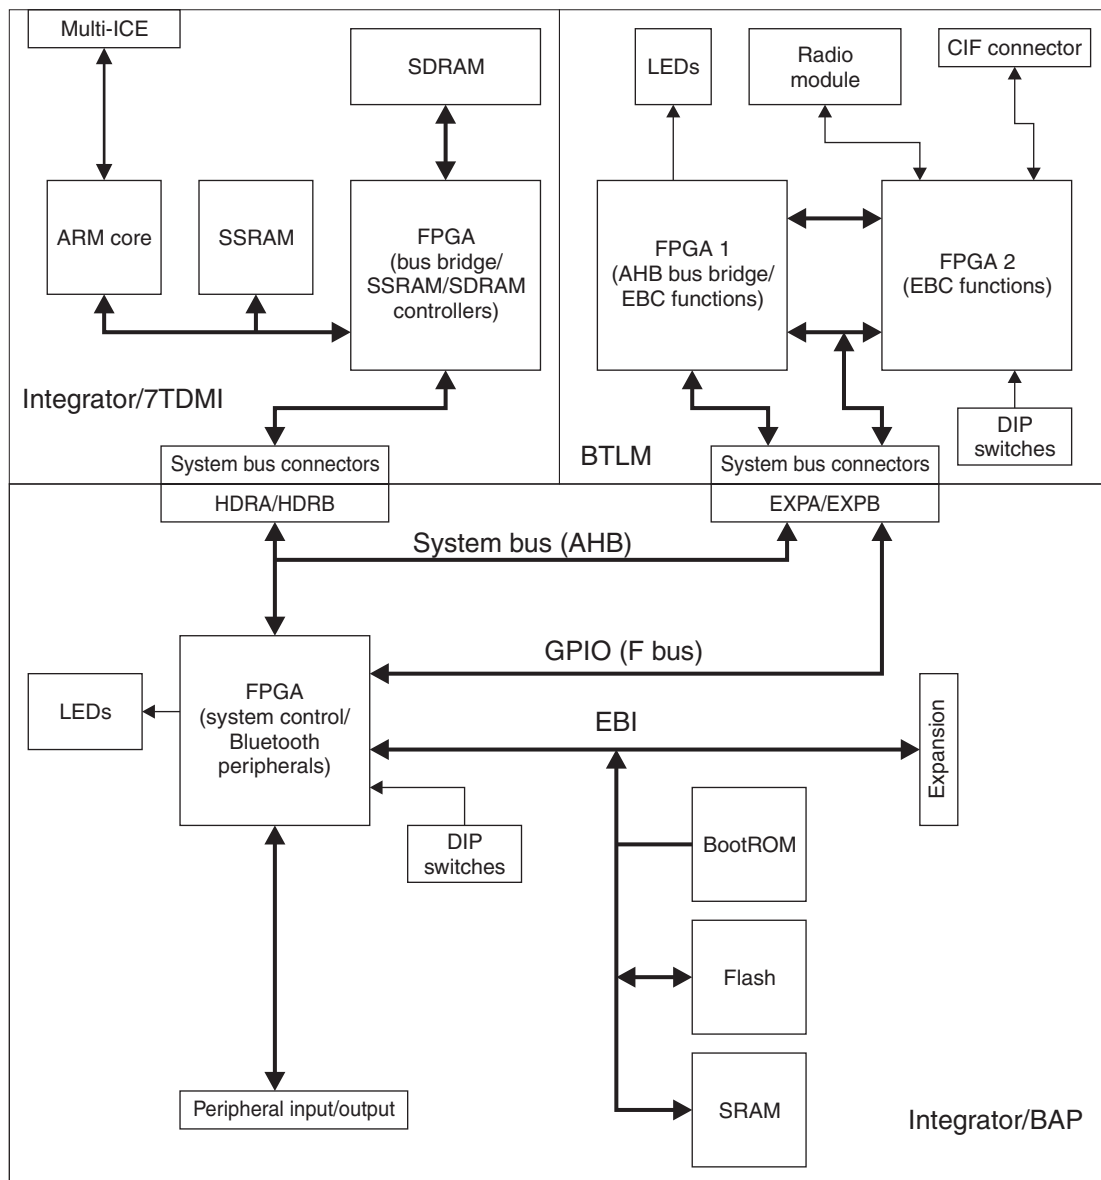 Multi-ICE
SDRAM
ARM core
SSRAM
FPGA
(bus bridge/
SSRAM/SDRAM
controllers)
Integrator/7TDMI
System bus connectors
LEDs
Radio
module
CIF connector
FPGA 1
(AHB bus bridge/
EBC functions)
FPGA 2
(EBC functions)
DIP
switches
BTLM
System bus connectors
HDRA/HDRB
EXPA/EXPB
System bus (AHB)
GPIO (F bus)
LEDs
FPGA
(system control/
Bluetooth
peripherals)
EBI
Expansion
DIP
switches
BootROM
Flash
SRAM
Peripheral input/output
Integrator/BAP